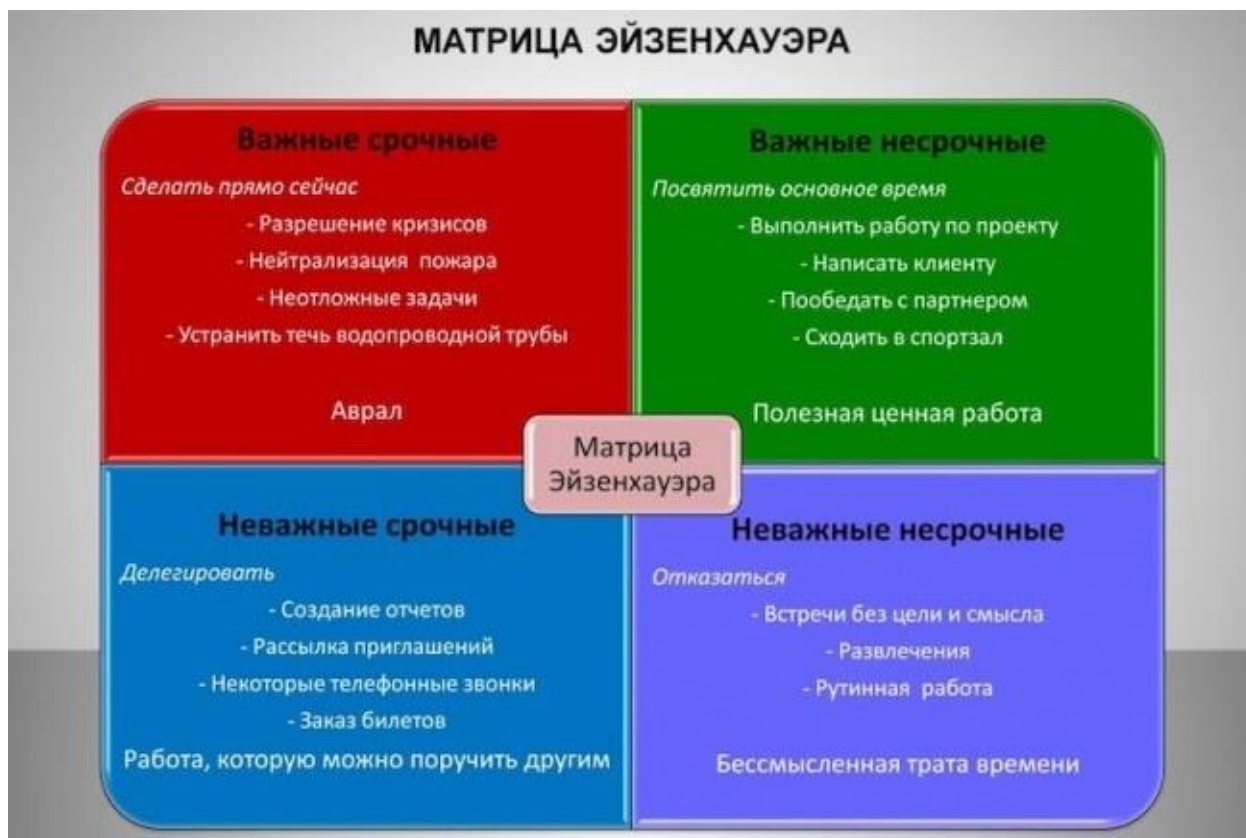 МАТРИЦА ЭЙЗЕНХАУЭРА
Важные срочные
Сделать прямо сейчас
- Разрешение кризисов
- Нейтрализация пожара
- Неотложные задачи
- Устранить течь водопроводной трубы
Аврал
Важные несрочные
Посвятить основное время
- Выполнить работу по проекту
- Написать клиенту
- Пообедать с партнером
- Сходить в спортзал
Полезная ценная работа
Матрица
Эйзенхауэра
Неважные срочные
Делегировать
- Создание отчетов
- Рассылка приглашений
- Некоторые телефонные звонки
- Заказ билетов
Работа, которую можно поручить другим
Неважные несрочные
Отказаться
- Встречи без цели и смысла
- Развлечения
- Рутинная работа
Бессмысленная трата времени